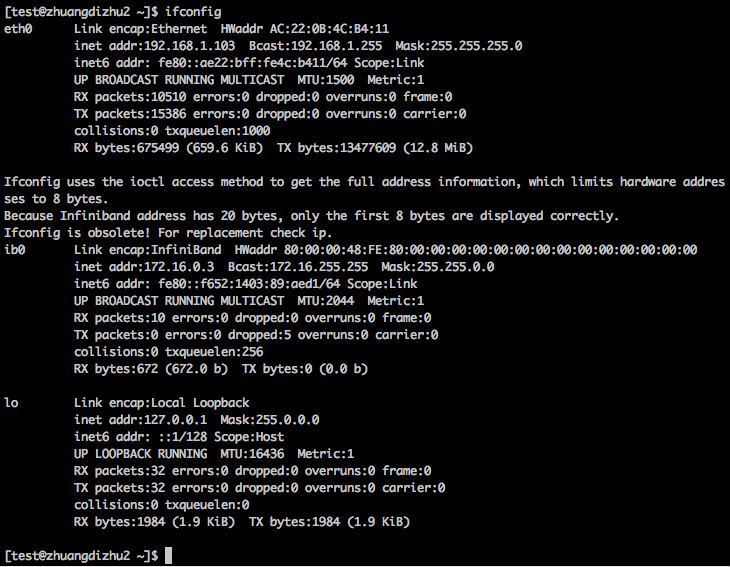 [test@zhuangdizhu2 ~]$ ifconfig
eth0      Link encap:Ethernet  HWaddr AC:22:0B:4C:B4:11
          inet addr:192.168.1.103  Bcast:192.168.1.255  Mask:255.255.255.0
          inet6 addr: fe80::ae22:bff:fe4c:b411/64 Scope:Link
          UP BROADCAST RUNNING MULTICAST  MTU:1500  Metric:1
          RX packets:10510 errors:0 dropped:0 overruns:0 frame:0
          TX packets:15386 errors:0 dropped:0 overruns:0 carrier:0
          collisions:0 txqueuelen:1000
          RX bytes:675499 (659.6 KiB)  TX bytes:13477609 (12.8 MiB)

Ifconfig uses the ioctl access method to get the full address information, which limits hardware addres
ses to 8 bytes.
Because Infiniband address has 20 bytes, only the first 8 bytes are displayed correctly.
Ifconfig is obsolete! For replacement check ip.
ib0       Link encap:InfiniBand  HWaddr 80:00:00:48:FE:80:00:00:00:00:00:00:00:00:00:00:00:00:00:00
          inet addr:172.16.0.3  Bcast:172.16.255.255  Mask:255.255.0.0
          inet6 addr: fe80::f652:1403:89:aed1/64 Scope:Link
          UP BROADCAST RUNNING MULTICAST  MTU:2044  Metric:1
          RX packets:10 errors:0 dropped:0 overruns:0 frame:0
          TX packets:0 errors:0 dropped:5 overruns:0 carrier:0
          collisions:0 txqueuelen:256
          RX bytes:672 (672.0 b)  TX bytes:0 (0.0 b)

lo        Link encap:Local Loopback
          inet addr:127.0.0.1  Mask:255.0.0.0
          inet6 addr: ::1/128 Scope:Host
          UP LOOPBACK RUNNING  MTU:16436  Metric:1
          RX packets:32 errors:0 dropped:0 overruns:0 frame:0
          TX packets:32 errors:0 dropped:0 overruns:0 carrier:0
          collisions:0 txqueuelen:0
          RX bytes:1984 (1.9 KiB)  TX bytes:1984 (1.9 KiB)

[test@zhuangdizhu2 ~]$